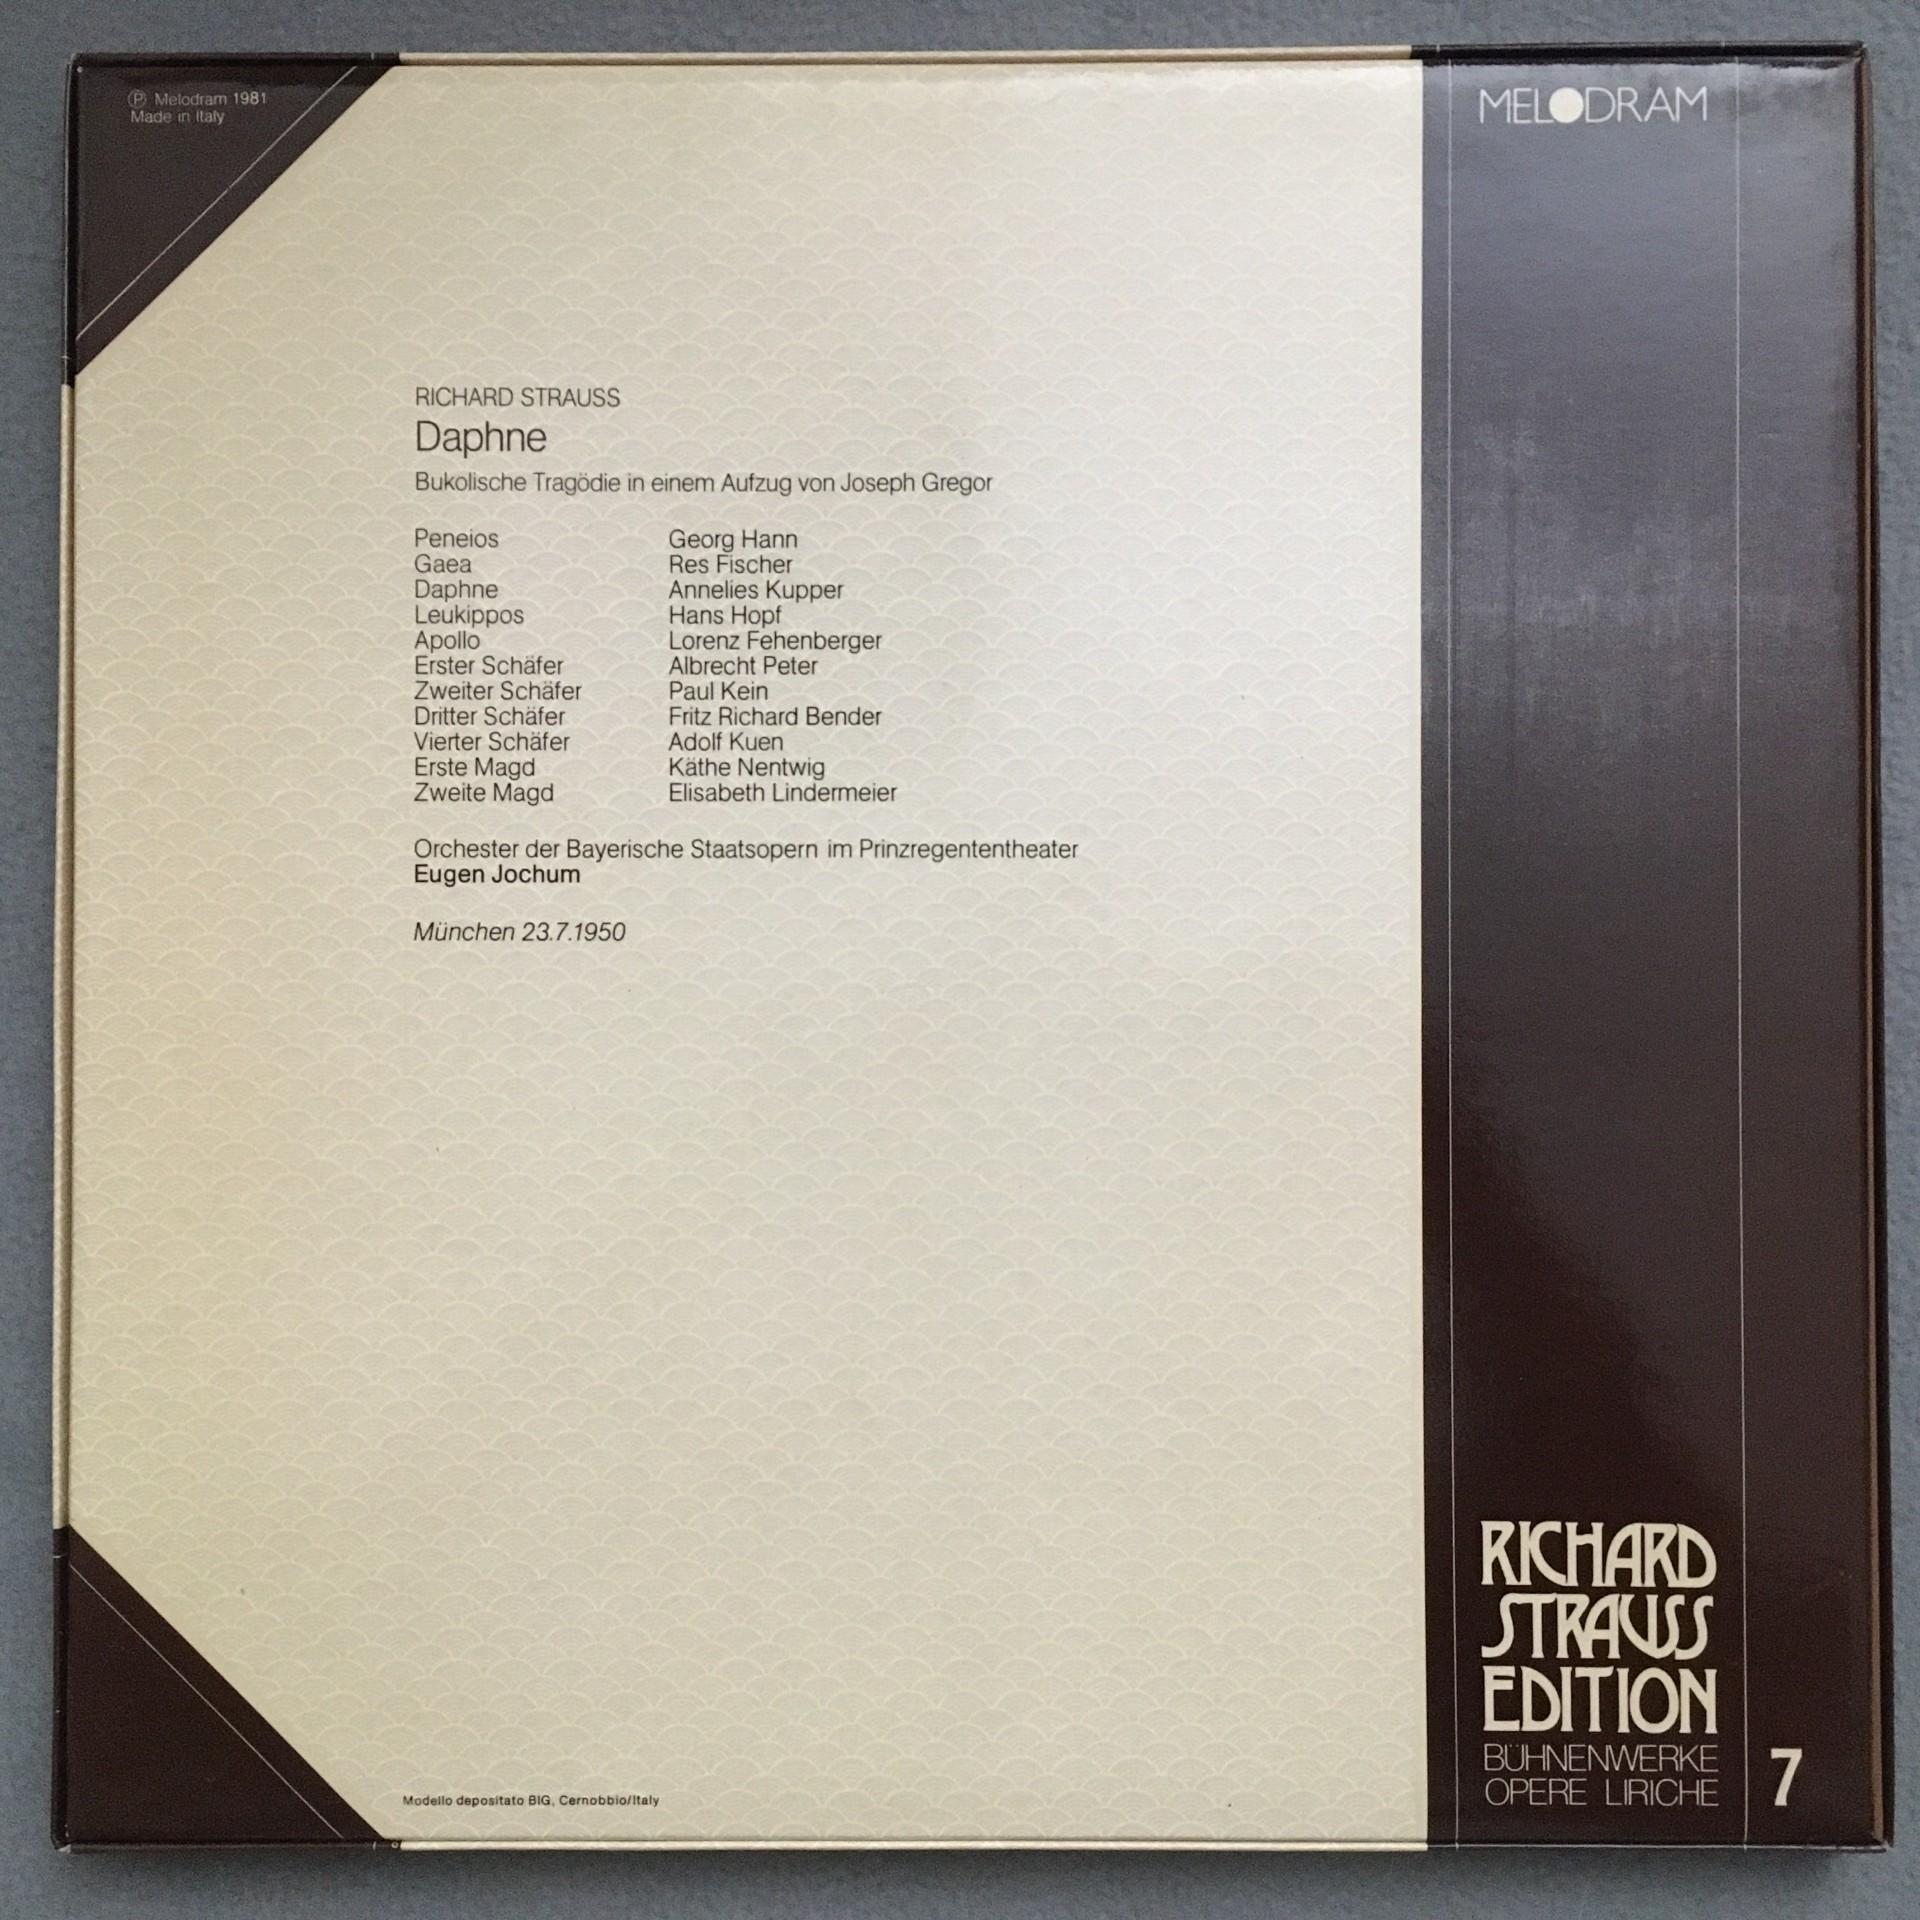 Ⓟ Melodram 1981
Made in Italy
MELODRAM
RICHARD STRAUSS
Daphne
Bukolische Tragödie in einem Aufzug von Joseph Gregor
Peneios Georg Hann
Gaea Res Fischer
Daphne Annelies Kupper
Leukippos Hans Hopf
Apollo Lorenz Fehenberger
Erster Schäfer Albrecht Peter
Zweiter Schäfer Paul Kein
Dritter Schäfer Fritz Richard Bender
Vierter Schäfer Adolf Kuen
Erste Magd Käthe Nentwig
Zweite Magd Elisabeth Lindermeier
Orchester der Bayerische Staatsopern im Prinzregententheater
Eugen Jochum
München 23.7.1950
Modello depositato BIG, Cernobbio/Italy
RICHARD
STRAUSS
EDITION
BÜHNENWERKE
OPERE LIRICHE
7